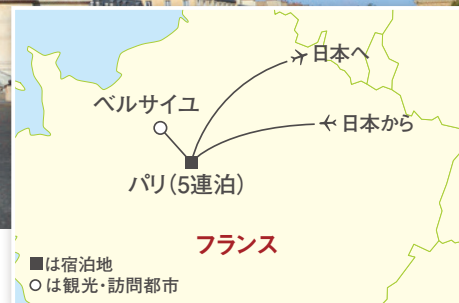 日本へ
ベルサイユ
日本から
パリ(5連泊)
フランス
■は宿泊地
○は観光・訪問都市